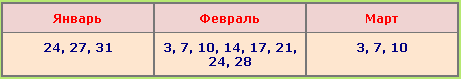 Январь Февраль Март
24, 27, 31 3, 7, 10, 14, 17, 21, 3, 7, 10
24, 28